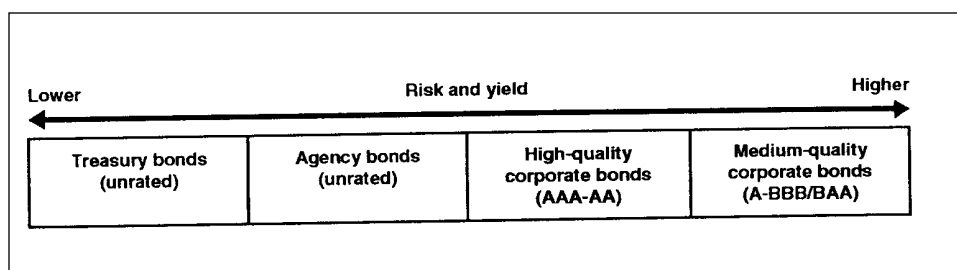 Lower
Risk and yield
Higher
Treasury bonds
(unrated)
Agency bonds
(unrated)
High-quality
corporate bonds
(AAA-AA)
Medium-quality
corporate bonds
(A-BBB/BAA)